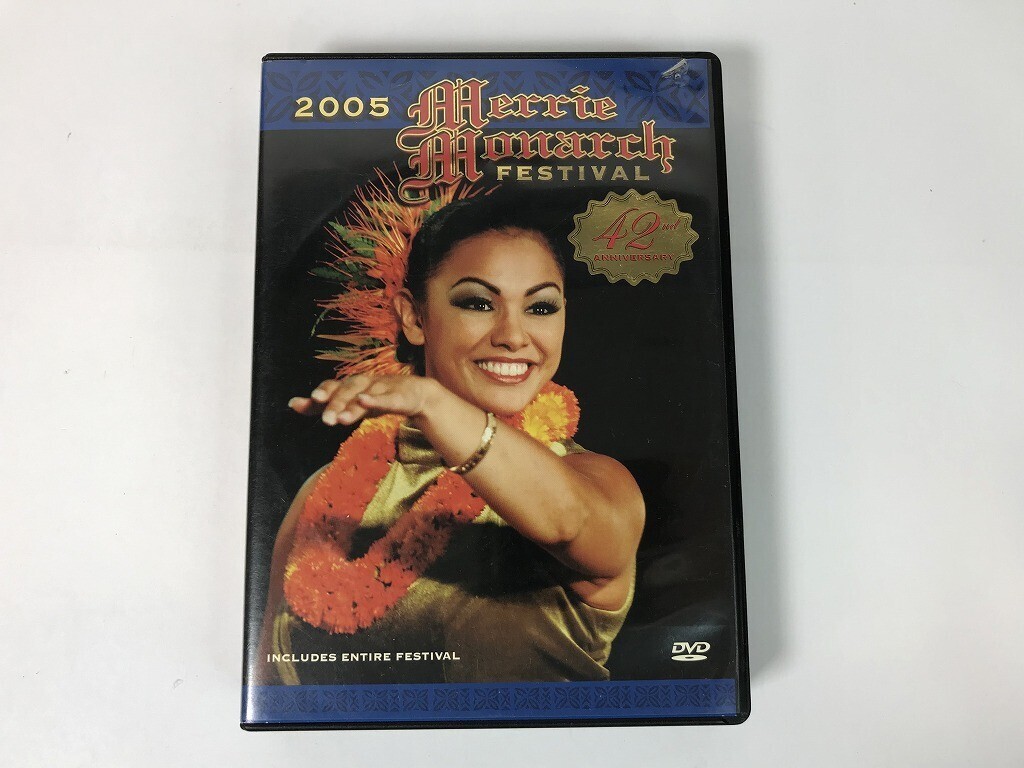 2005 Merrie
Monarch
FESTIVAL
42nd
ANNIVERSARY
INCLUDES ENTIRE FESTIVAL
DVD